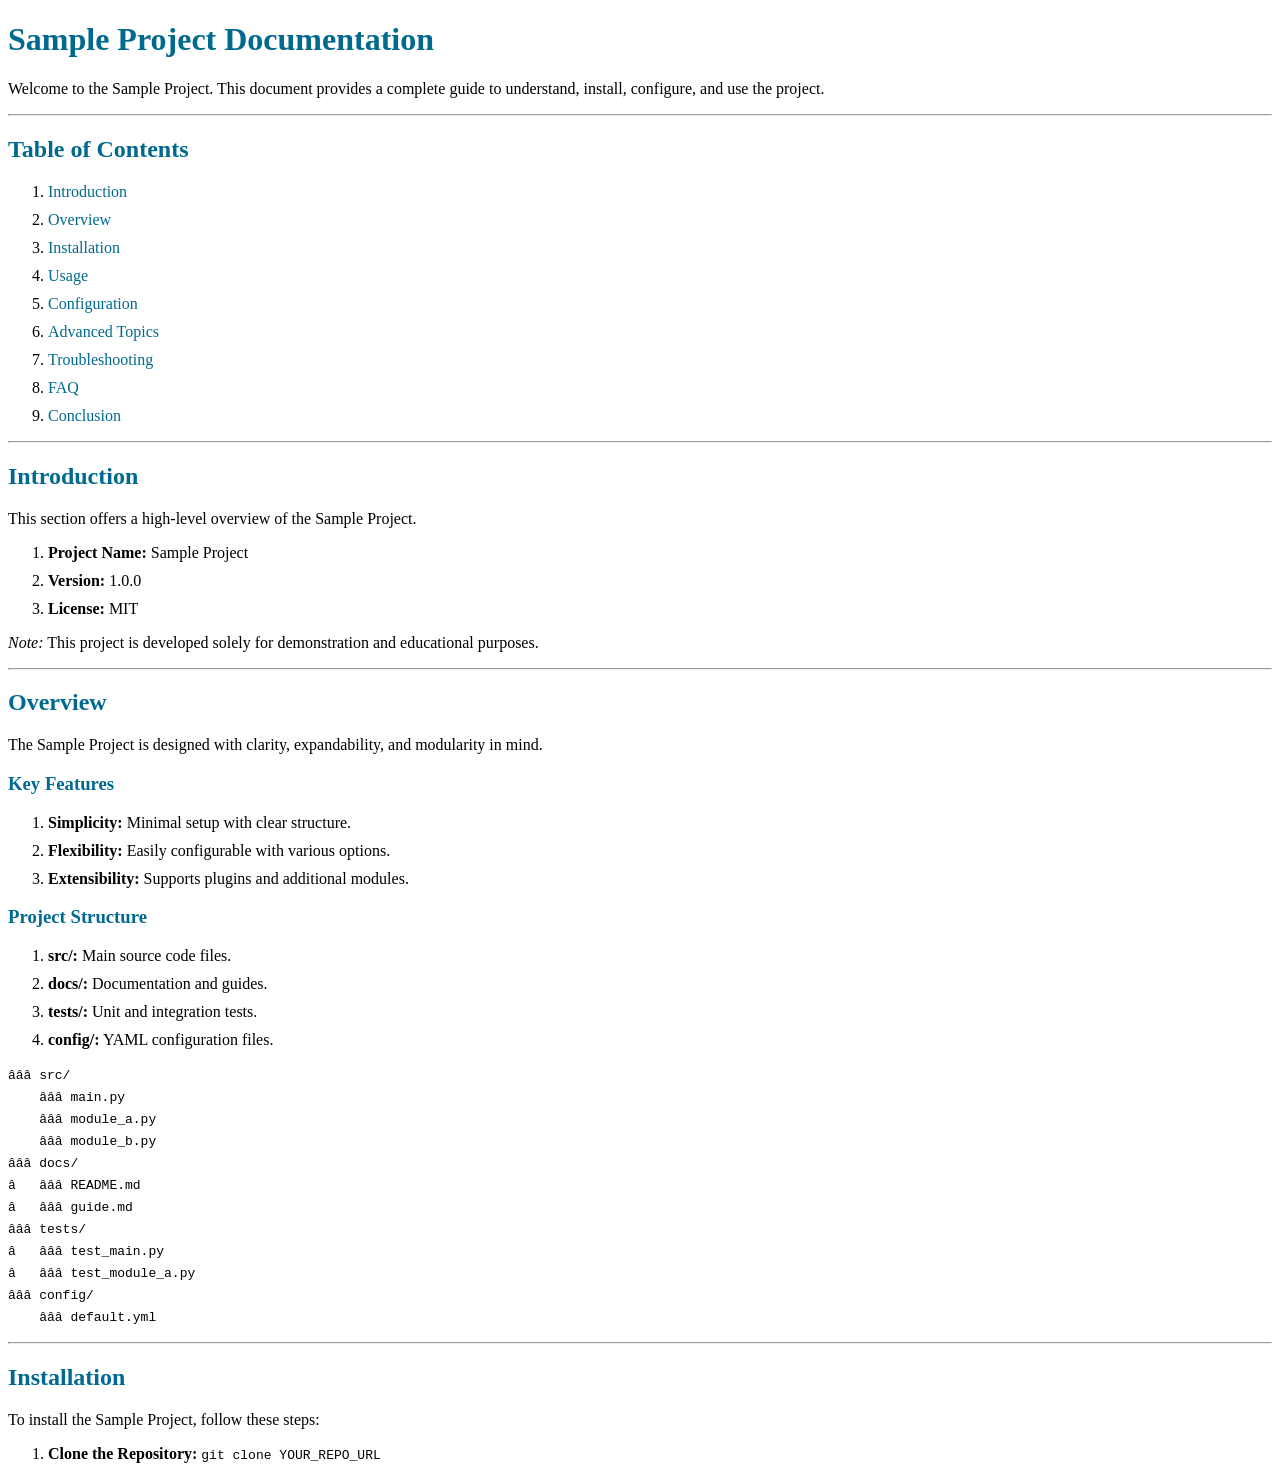 Sample Project Documentation
Welcome to the Sample Project. This document provides a complete guide to understand, install, configure, and use the project.
Table of Contents
1. Introduction
2. Overview
3. Installation
4. Usage
5. Configuration
6. Advanced Topics
7. Troubleshooting
8. FAQ
9. Conclusion
Introduction
This section offers a high-level overview of the Sample Project.
1. Project Name: Sample Project
2. Version: 1.0.0
3. License: MIT
Note: This project is developed solely for demonstration and educational purposes.
Overview
The Sample Project is designed with clarity, expandability, and modularity in mind.
Key Features
1. Simplicity: Minimal setup with clear structure.
2. Flexibility: Easily configurable with various options.
3. Extensibility: Supports plugins and additional modules.
Project Structure
1. src/: Main source code files.
2. docs/: Documentation and guides.
3. tests/: Unit and integration tests.
4. config/: YAML configuration files.
âââ src/
    âââ main.py
    âââ module_a.py
    âââ module_b.py
âââ docs/
â   âââ README.md
â   âââ guide.md
âââ tests/
â   âââ test_main.py
â   âââ test_module_a.py
âââ config/
    âââ default.yml
Installation
To install the Sample Project, follow these steps:
1. Clone the Repository: git clone YOUR_REPO_URL